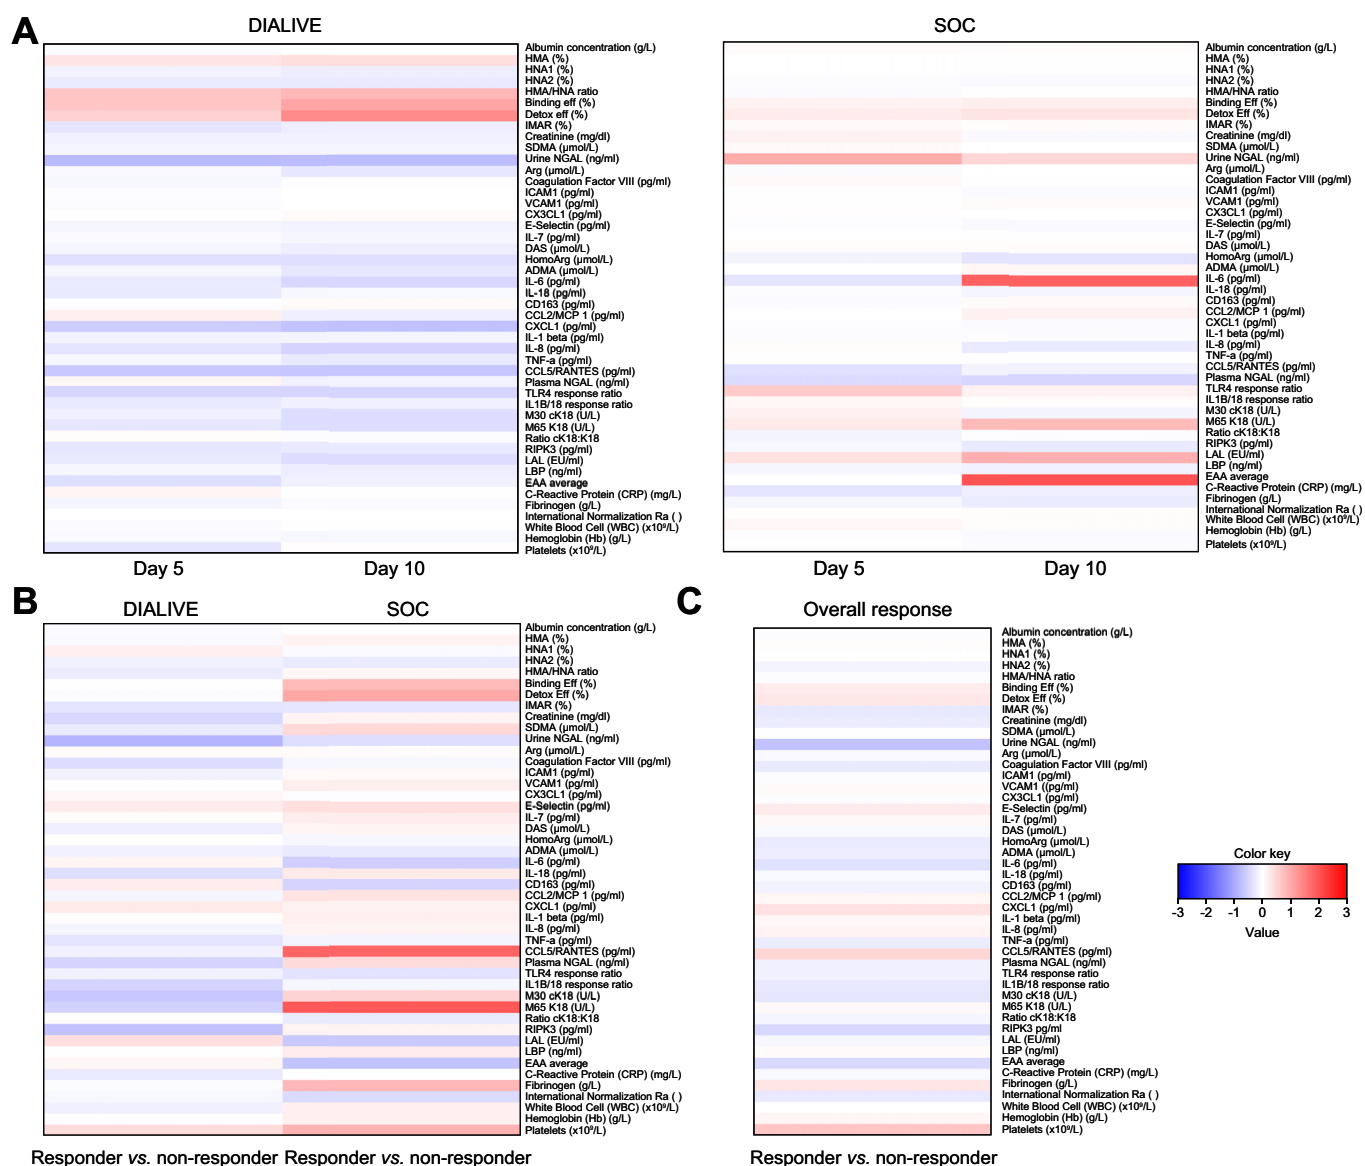 A
DIALIVE
Albumin concentration (g/L)
HMA (%)
HNA1 (%)
HNA2 (%)
HMA/HNA ratio
Binding eff (%)
Detox eff (%)
IMAR (%)
Creatinine (mg/dl)
SDMA (µmol/L)
Urine NGAL (ng/ml)
Arg (µmol/L)
Coagulation Factor VIII (pg/ml)
ICAM1 (pg/ml)
VCAM1 (pg/ml)
CX3CL1 (pg/ml)
E-Selectin (pg/ml)
IL-7 (pg/ml)
DAS (µmol/L)
HomoArg (µmol/L)
ADMA (µmol/L)
IL-6 (pg/ml)
IL-18 (pg/ml)
CD163 (pg/ml)
CCL2/MCP 1 (pg/ml)
CXCL1 (pg/ml)
IL-1 beta (pg/ml)
IL-8 (pg/ml)
TNF-a (pg/ml)
CCL5/RANTES (pg/ml)
Plasma NGAL (ng/ml)
TLR4 response ratio
IL1B/18 response ratio
M30 cK18 (U/L)
M65 K18 (U/L)
Ratio cK18:K18
RIPK3 (pg/ml)
LAL (EU/ml)
LBP (ng/ml)
EAA average
C-Reactive Protein (CRP) (mg/L)
Fibrinogen (g/L)
International Normalization Ra ( )
White Blood Cell (WBC) (x10⁹/L)
Hemoglobin (Hb) (g/L)
Platelets (x10⁹/L)
Day 5
Day 10
SOC
Albumin concentration (g/L)
HMA (%)
HNA1 (%)
HNA2 (%)
HMA/HNA ratio
Binding Eff (%)
Detox Eff (%)
IMAR (%)
Creatinine (mg/dl)
SDMA (µmol/L)
Urine NGAL (ng/ml)
Arg (µmol/L)
Coagulation Factor VIII (pg/ml)
ICAM1 (pg/ml)
VCAM1 (pg/ml)
CX3CL1 (pg/ml)
E-Selectin (pg/ml)
IL-7 (pg/ml)
DAS (µmol/L)
HomoArg (µmol/L)
ADMA (µmol/L)
IL-6 (pg/ml)
IL-18 (pg/ml)
CD163 (pg/ml)
CCL2/MCP 1 (pg/ml)
CXCL1 (pg/ml)
IL-1 beta (pg/ml)
IL-8 (pg/ml)
TNF-a (pg/ml)
CCL5/RANTES (pg/ml)
Plasma NGAL (ng/ml)
TLR4 response ratio
IL1B/18 response ratio
M30 cK18 (U/L)
M65 K18 (U/L)
Ratio cK18:K18
RIPK3 (pg/ml)
LAL (EU/ml)
LBP (ng/ml)
EAA average
C-Reactive Protein (CRP) (mg/L)
Fibrinogen (g/L)
International Normalization Ra ( )
White Blood Cell (WBC) (x10⁹/L)
Hemoglobin (Hb) (g/L)
Platelets (x10⁹/L)
Day 5
Day 10
B
DIALIVE
SOC
Albumin concentration (g/L)
HMA (%)
HNA1 (%)
HNA2 (%)
HMA/HNA ratio
Binding Eff (%)
Detox Eff (%)
IMAR (%)
Creatinine (mg/dl)
SDMA (µmol/L)
Urine NGAL (ng/ml)
Arg (µmol/L)
Coagulation Factor VIII (pg/ml)
ICAM1 (pg/ml)
VCAM1 (pg/ml)
CX3CL1 (pg/ml)
E-Selectin (pg/ml)
IL-7 (pg/ml)
DAS (µmol/L)
HomoArg (µmol/L)
ADMA (µmol/L)
IL-6 (pg/ml)
IL-18 (pg/ml)
CD163 (pg/ml)
CCL2/MCP 1 (pg/ml)
CXCL1 (pg/ml)
IL-1 beta (pg/ml)
IL-8 (pg/ml)
TNF-a (pg/ml)
CCL5/RANTES (pg/ml)
Plasma NGAL (ng/ml)
TLR4 response ratio
IL1B/18 response ratio
M30 cK18 (U/L)
M65 K18 (U/L)
Ratio cK18:K18
RIPK3 (pg/ml)
LAL (EU/ml)
LBP (ng/ml)
EAA average
C-Reactive Protein (CRP) (mg/L)
Fibrinogen (g/L)
International Normalization Ra ( )
White Blood Cell (WBC) (x10⁹/L)
Hemoglobin (Hb) (g/L)
Platelets (x10⁹/L)
Responder vs. non-responder
Responder vs. non-responder
C
Overall response
Albumin concentration (g/L)
HMA (%)
HNA1 (%)
HNA2 (%)
HMA/HNA ratio
Binding Eff (%)
Detox Eff (%)
IMAR (%)
Creatinine (mg/dl)
SDMA (µmol/L)
Urine NGAL (ng/ml)
Arg (µmol/L)
Coagulation Factor VIII (pg/ml)
ICAM1 (pg/ml)
VCAM1 ((pg/ml)
CX3CL1 (pg/ml)
E-Selectin (pg/ml)
IL-7 (pg/ml)
DAS (µmol/L)
HomoArg (µmol/L)
ADMA (µmol/L)
IL-6 (pg/ml)
IL-18 (pg/ml)
CD163 (pg/ml)
CCL2/MCP 1 (pg/ml)
CXCL1 (pg/ml)
IL-1 beta (pg/ml)
IL-8 (pg/ml)
TNF-a (pg/ml)
CCL5/RANTES (pg/ml)
Plasma NGAL (ng/ml)
TLR4 response ratio
IL1B/18 response ratio
M30 cK18 (U/L)
M65 K18 (U/L)
Ratio cK18:K18
RIPK3 pg/ml
LAL (EU/ml)
LBP (ng/ml)
EAA average
C-Reactive Protein (CRP) (mg/L)
Fibrinogen (g/L)
International Normalization Ra ( )
White Blood Cell (WBC) (x10⁹/L)
Hemoglobin (Hb) (g/L)
Platelets (x10⁹/L)
Responder vs. non-responder
Color key
-3 -2 -1 0 1 2 3
Value